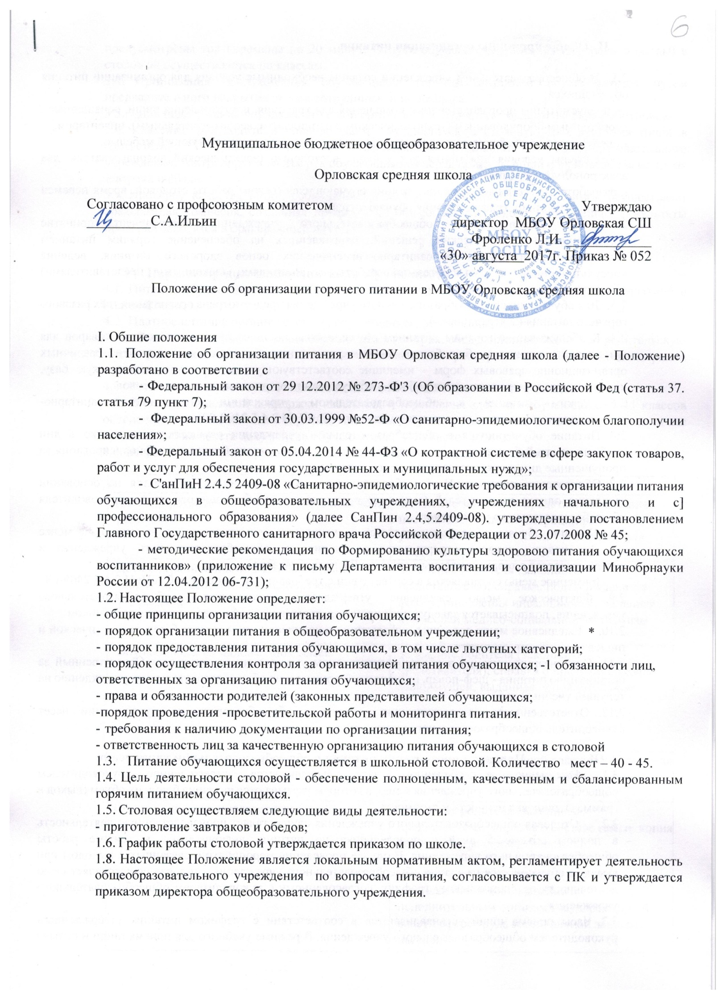 6
Муниципальное бюджетное общеобразовательное учреждение
Орловская средняя школа
Согласовано с профсоюзным комитетом
С.А.Ильин
Утверждаю
директор МБОУ Орловская СШ
Фроленко Л.И.
«30» августа 2017г. Приказ № 052
МБОУ
ОСШ
Положение об организации горячего питании в МБОУ Орловская средняя школа
I. Обшие положения
1.1. Положение об организации питания в МБОУ Орловская средняя школа (далее - Положение)
разработано в соответствии с
- Федеральный закон от 29 12.2012 № 273-Ф'З (Об образовании в Российской Фед (статья 37.
статья 79 пункт 7);
- Федеральный закон от 30.03.1999 №52-Ф «О санитарно-эпидемиологическом благополучии
населения»;
- Федеральный закон от 05.04.2014 № 44-ФЗ «О котрактной системе в сфере закупок товаров,
работ и услуг для обеспечения государственных и муниципальных нужд»;
- С'анПиН 2.4.5 2409-08 «Санитарно-эпидемиологические требования к организации питания
обучающихся в общеобразовательных учреждениях, учреждениях начального и с]
профессионального образования» (далее СанПин 2.4,5.2409-08). утвержденные постановлением
Главного Государственного санитарного врача Российской Федерации от 23.07.2008 № 45;
- методические рекомендация по Формированию культуры здоровою питания обучающихся
воспитанников» (приложение к письму Департамента воспитания и социализации Минобрнауки
России от 12.04.2012 06-731);
1.2. Настоящее Положение определяет:
- общие принципы организации питания обучающихся;
- порядок организации питания в общеобразовательном учреждении; *
- порядок предоставления питания обучающимся, в том числе льготных категорий;
- порядок осуществления контроля за организацией питания обучающихся; -1 обязанности лиц,
ответственных за организацию питания обучающихся;
- права и обязанности родителей (законных представителей обучающихся;
-порядок проведения -просветительской работы и мониторинга питания.
- требования к наличию документации по организации питания;
- ответственность лиц за качественную организацию питания обучающихся в столовой
1.3. Питание обучающихся осуществляется в школьной столовой. Количество мест – 40 - 45.
1.4. Цель деятельности столовой - обеспечение полноценным, качественным и сбалансированным
горячим питанием обучающихся.
1.5. Столовая осуществляем следующие виды деятельности:
- приготовление завтраков и обедов;
1.6. График работы столовой утверждается приказом по школе.
1.8. Настоящее Положение является локальным нормативным актом, регламентирует деятельность
общеобразовательного учреждения по вопросам питания, согласовывается с ПК и утверждается
приказом директора общеобразовательного учреждения.